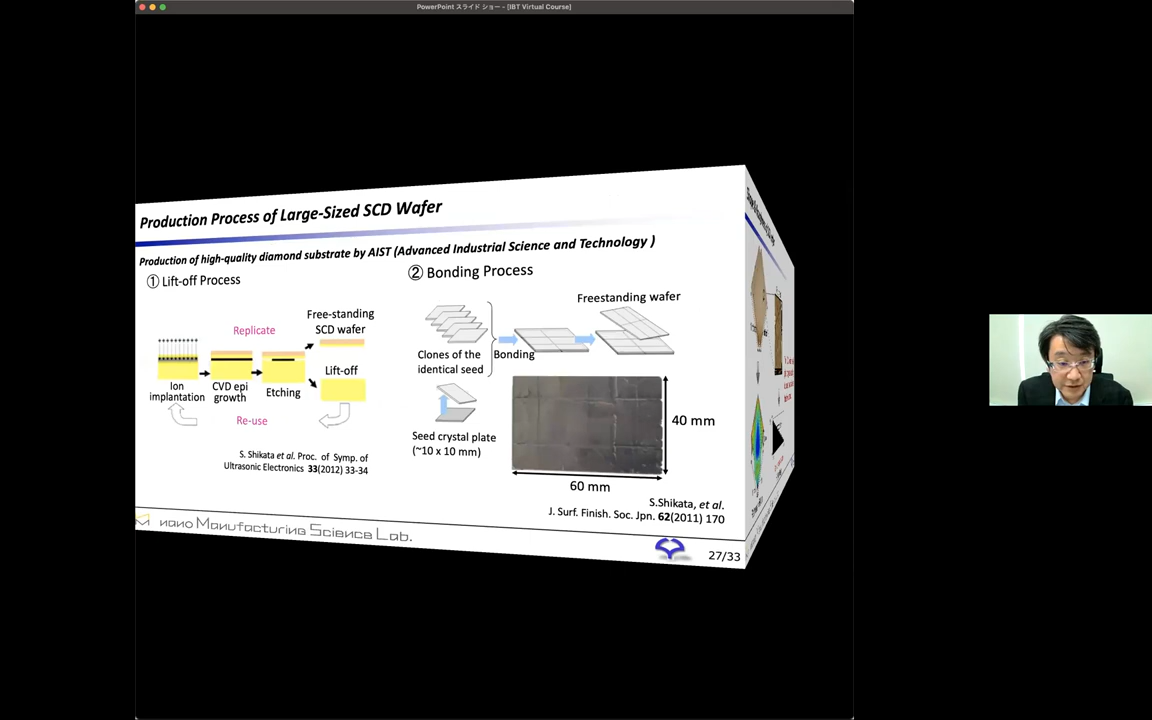 PowerPoint スライド ショー - [IBT Virtual Course]
Production Process of Large-Sized SCD Wafer
Production of high-quality diamond substrate by AIST (Advanced Industrial Science and Technology )
① Lift-off Process
② Bonding Process
Replicate
Free-standing
SCD wafer
Lift-off
Ion
implantation
CVD epi
growth
Etching
Re-use
S. Shikata et al. Proc. of Symp. of
Ultrasonic Electronics 33(2012) 33-34
Freestanding wafer
Clones of the
identical seed
Bonding
Seed crystal plate
(~10 x 10 mm)
40 mm
60 mm
S.Shikata, et al.
J. Surf. Finish. Soc. Jpn. 62(2011) 170
nano Manufacturing Science Lab.
27/33